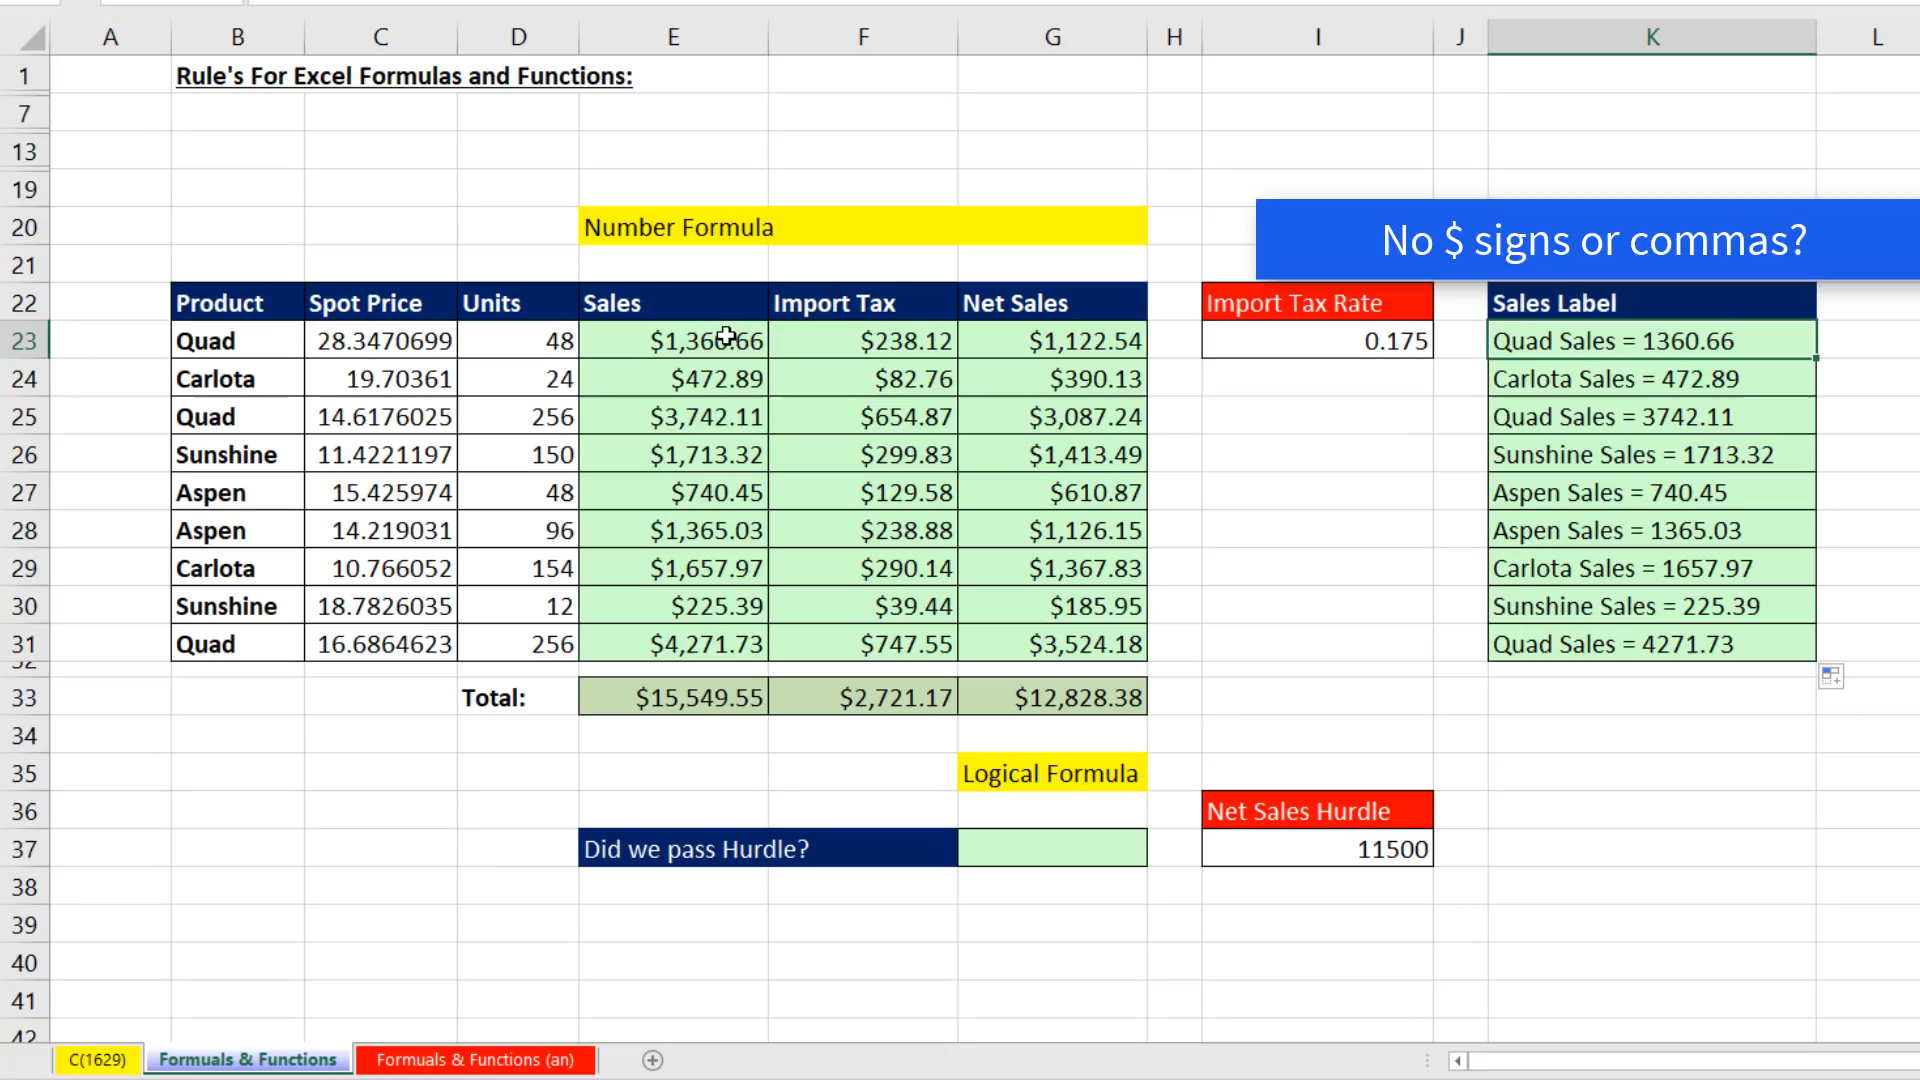 A B C D E F G H I J K L
1 Rule's For Excel Formulas and Functions:
7
13
19
20 Number Formula
No $ signs or commas?
21
22 Product Spot Price Units Sales Import Tax Net Sales Import Tax Rate Sales Label
23 Quad 28.3470699 48 $1,360.66 $238.12 $1,122.54 0.175 Quad Sales = 1360.66
24 Carlota 19.70361 24 $472.89 $82.76 $390.13 Carlota Sales = 472.89
25 Quad 14.6176025 256 $3,742.11 $654.87 $3,087.24 Quad Sales = 3742.11
26 Sunshine 11.4221197 150 $1,713.32 $299.83 $1,413.49 Sunshine Sales = 1713.32
27 Aspen 15.425974 48 $740.45 $129.58 $610.87 Aspen Sales = 740.45
28 Aspen 14.219031 96 $1,365.03 $238.88 $1,126.15 Aspen Sales = 1365.03
29 Carlota 10.766052 154 $1,657.97 $290.14 $1,367.83 Carlota Sales = 1657.97
30 Sunshine 18.7826035 12 $225.39 $39.44 $185.95 Sunshine Sales = 225.39
31 Quad 16.6864623 256 $4,271.73 $747.55 $3,524.18 Quad Sales = 4271.73
32
33 Total: $15,549.55 $2,721.17 $12,828.38
34
35 Logical Formula
36 Net Sales Hurdle
37 Did we pass Hurdle? 11500
38
39
40
41
42
C(1629) Formuals & Functions Formuals & Functions (an)